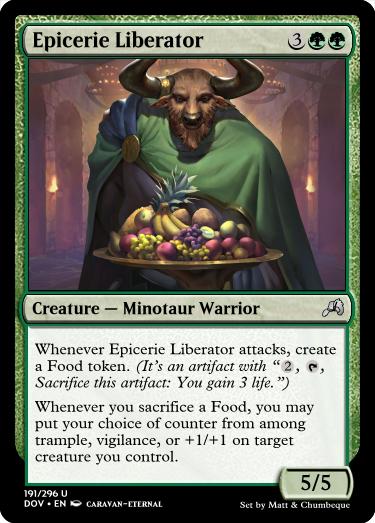 Epicerie Liberator 3
Creature — Minotaur Warrior
Whenever Epicerie Liberator attacks, create
a Food token. (It's an artifact with “2, ,
Sacrifice this artifact: You gain 3 life.”)
Whenever you sacrifice a Food, you may
put your choice of counter from among
trample, vigilance, or +1/+1 on target
creature you control.
5/5
191/296 U
DOV • EN CARAVAN-ETERNAL
Set by Matt & Chumbeque